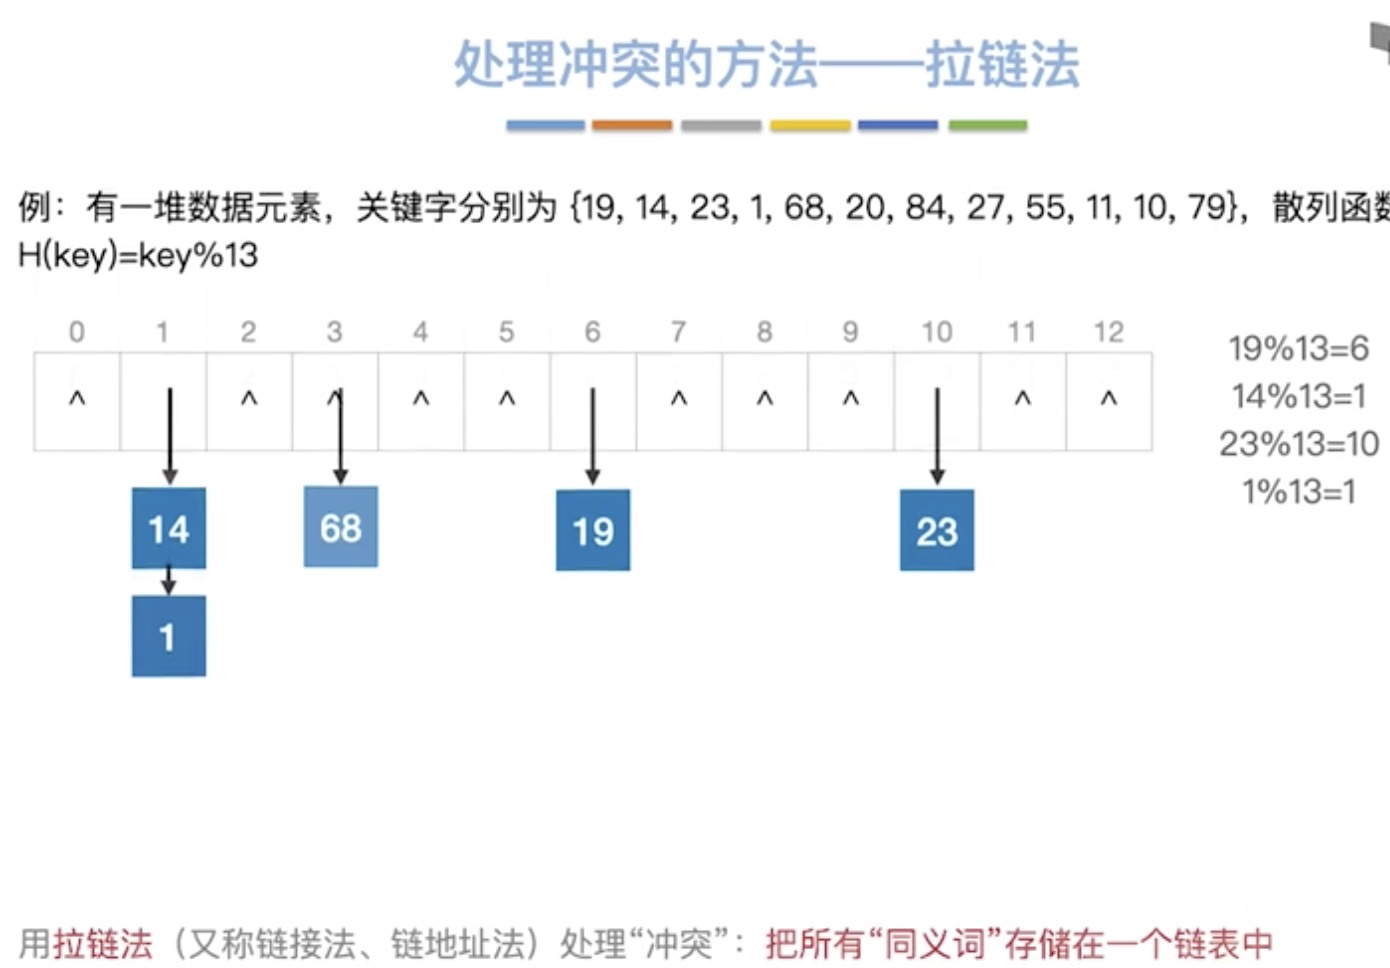 处理冲突的方法——拉链法
例：有一堆数据元素，关键字分别为 {19, 14, 23, 1, 68, 20, 84, 27, 55, 11, 10, 79}，散列函数
H(key)=key%13
0 1 2 3 4 5 6 7 8 9 10 11 12
^ ^ ^ ^ ^ ^ ^ ^ ^ ^
19%13=6
14%13=1
23%13=10
1%13=1
14 68 19 23
1
用拉链法（又称链接法、链地址法）处理“冲突”：把所有“同义词”存储在一个链表中